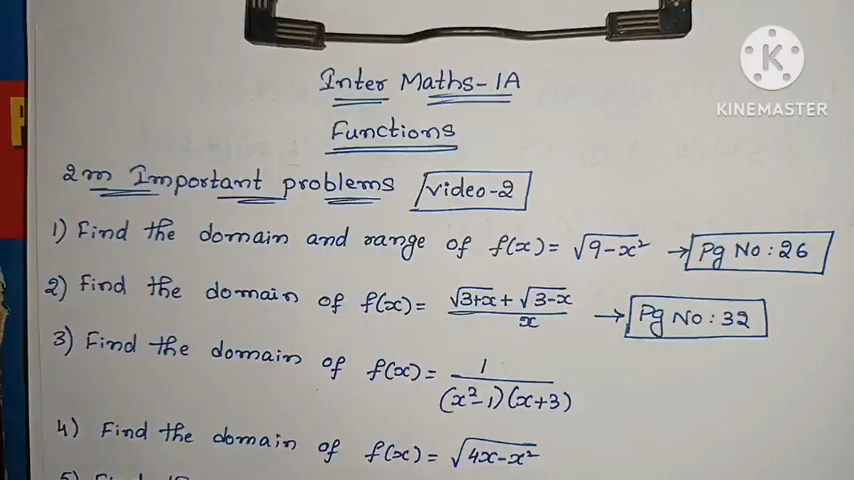 KINEMASTER
Inter Maths-1A
Functions
2m Important problems video-2
1) Find the domain and range of f(x) = √9-x² → Pg No: 26
2) Find the domain of f(x) = √3+x + √3-x / x → Pg No: 32
3) Find the domain of f(x) = 1 / (x²-1)(x+3)
4) Find the domain of f(x) = √4x-x²
5)